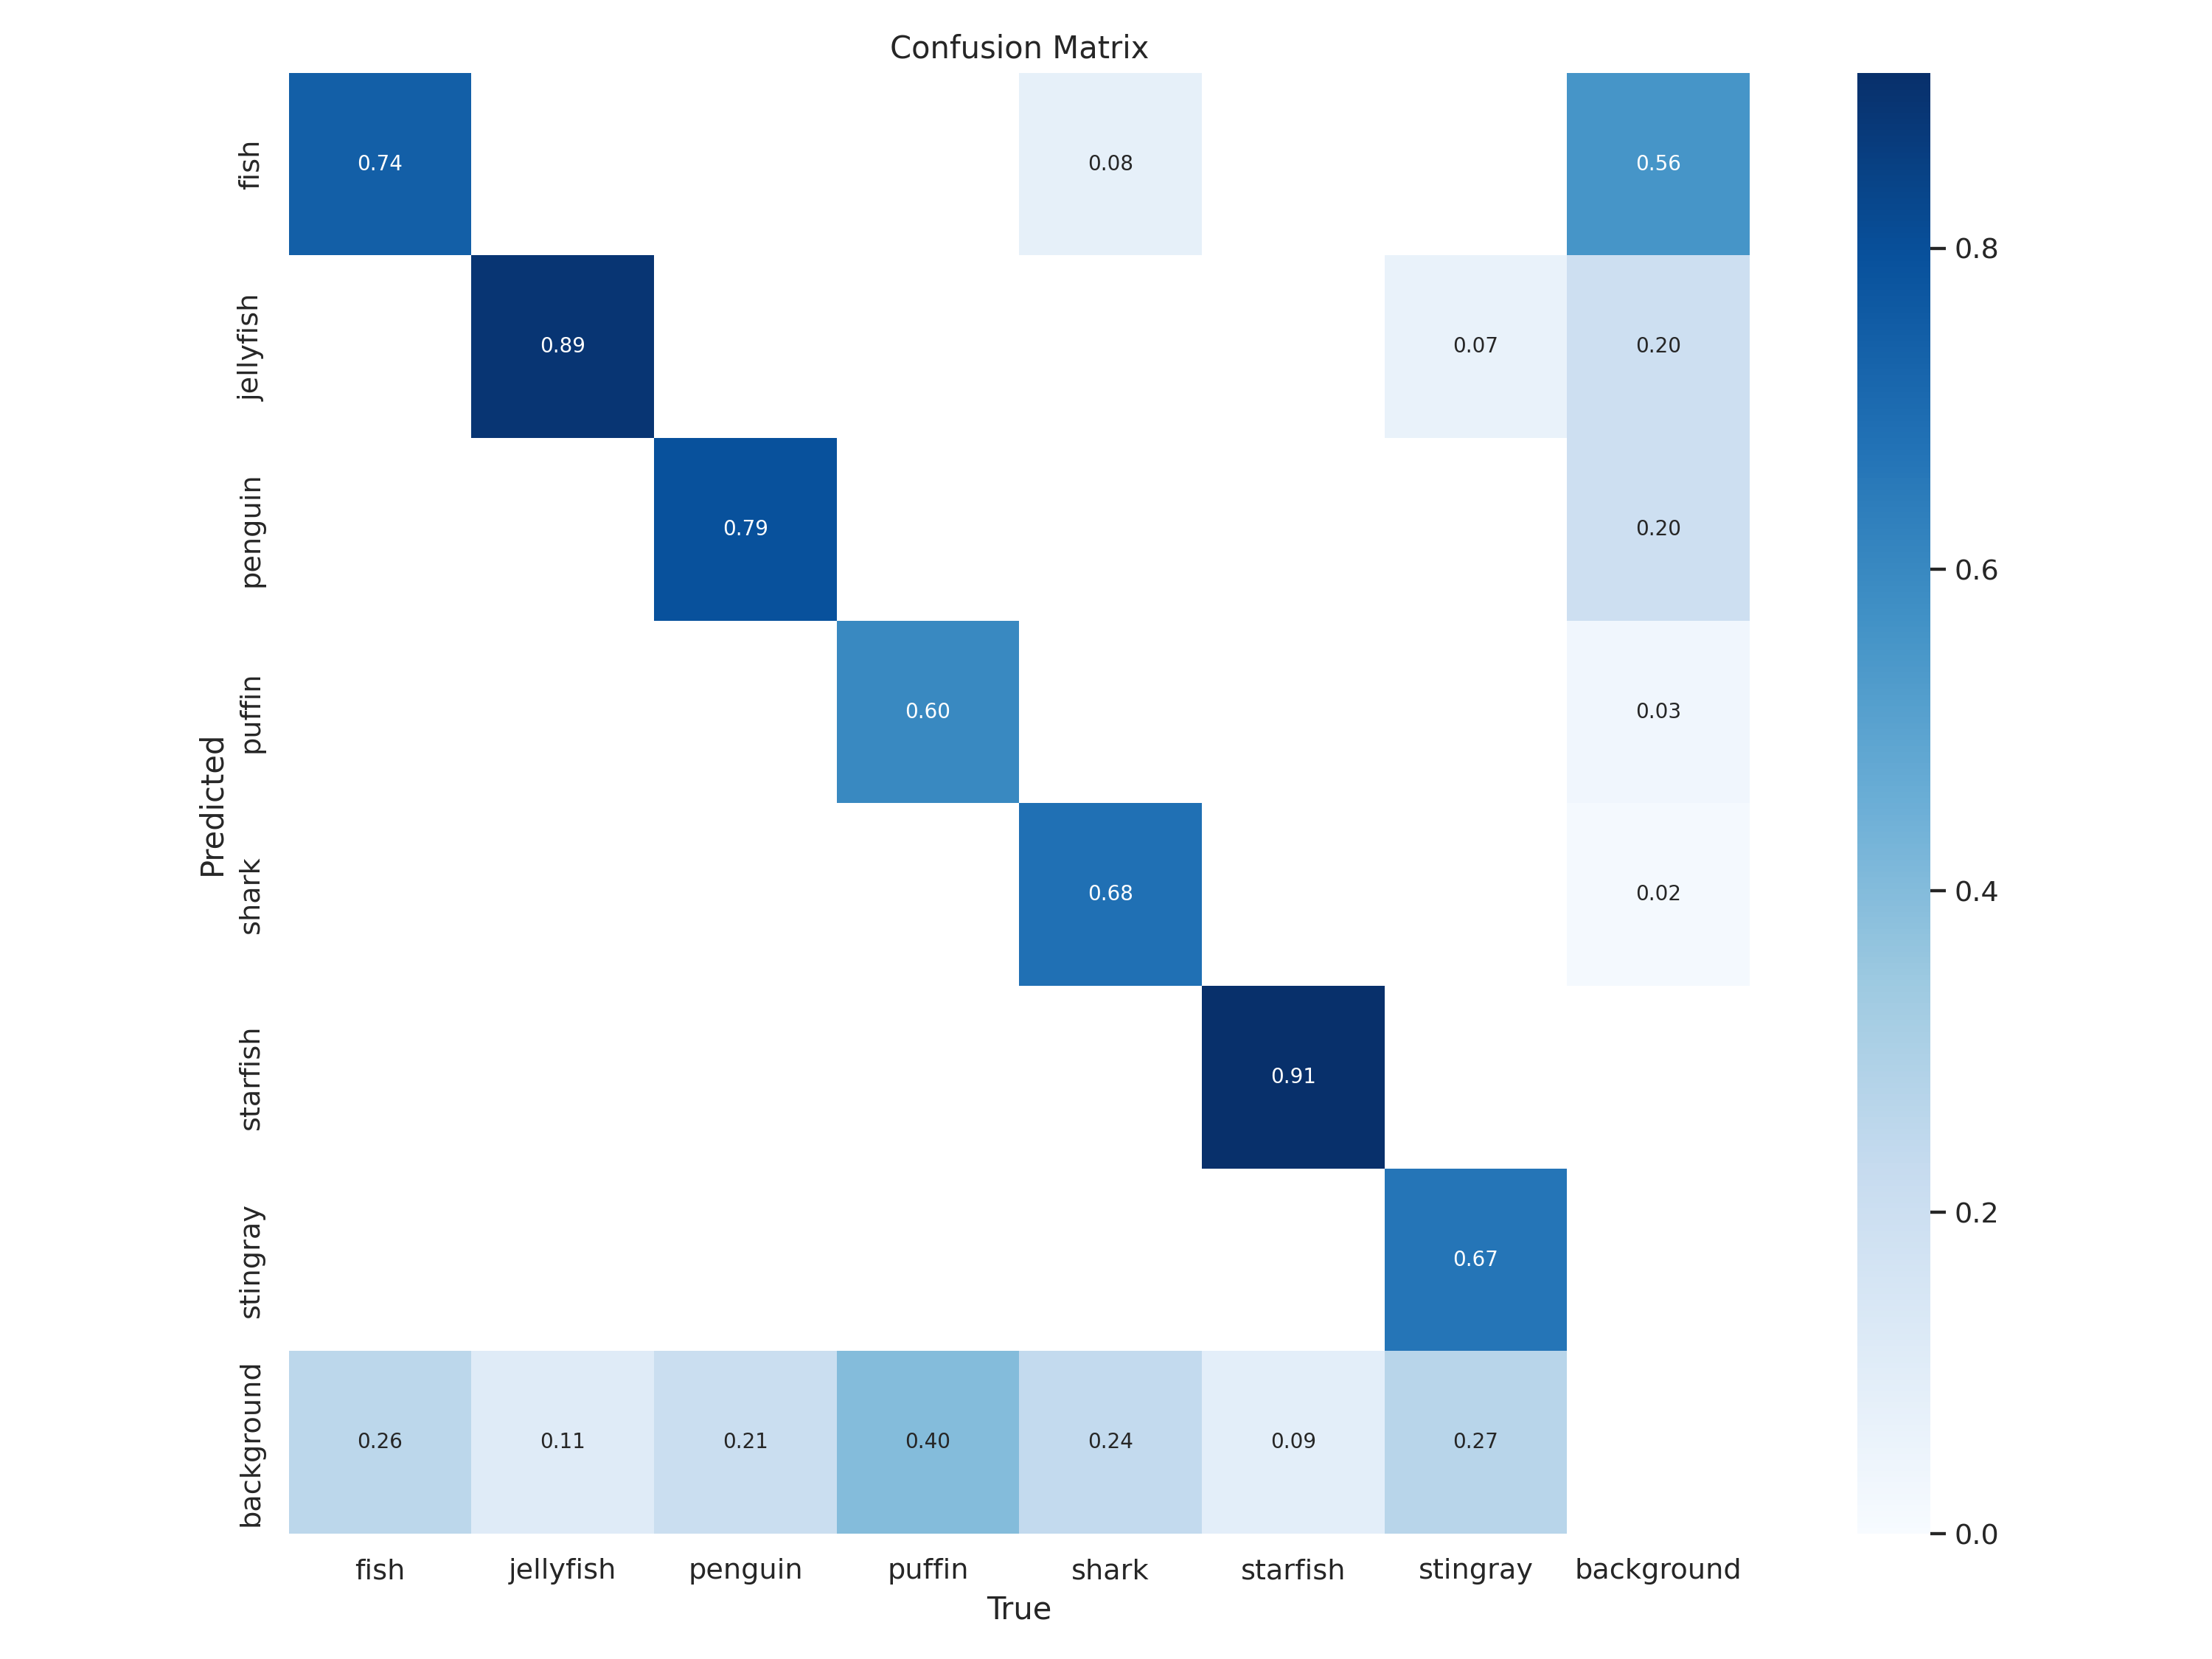 Confusion Matrix
fish 0.74 0.08 0.56
jellyfish 0.89 0.07 0.20
penguin 0.79 0.20
puffin 0.60 0.03
shark 0.68 0.02
starfish 0.91
stingray 0.67
background 0.26 0.11 0.21 0.40 0.24 0.09 0.27
fish jellyfish penguin puffin shark starfish stingray background
True
Predicted
0.8
0.6
0.4
0.2
0.0